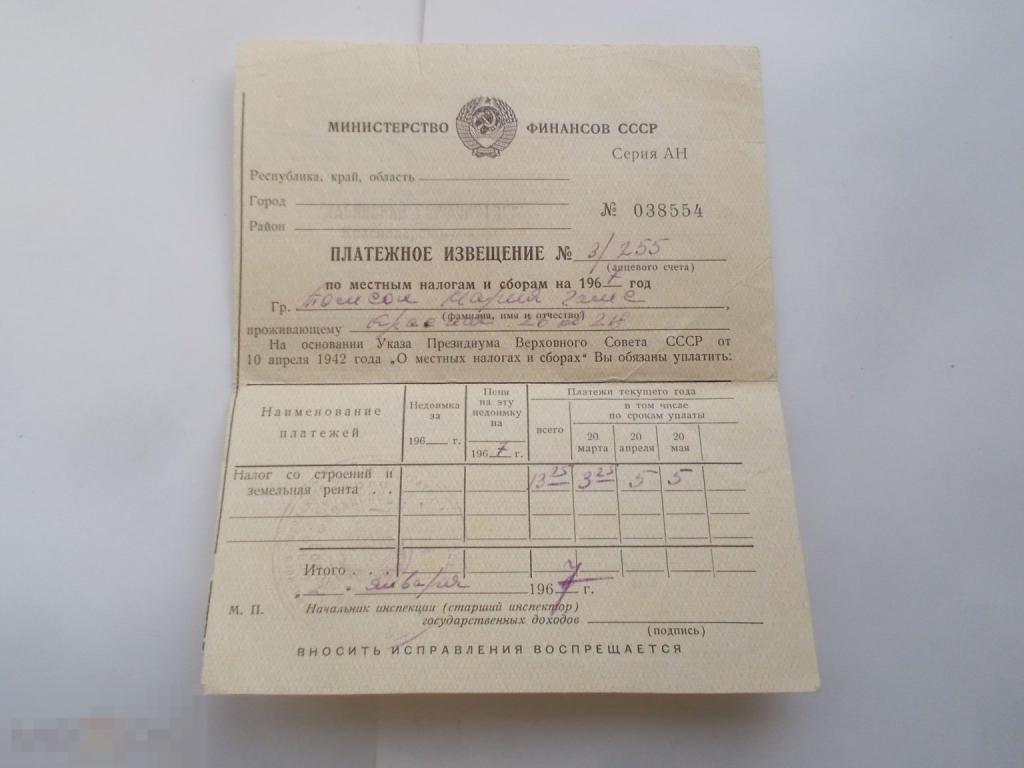 МИНИСТЕРСТВО ФИНАНСОВ СССР
Серия АН
Республика, край, область
Город
Район
№ 038554
ПЛАТЕЖНОЕ ИЗВЕЩЕНИЕ № 3/255
(лицевого счета)
по местным налогам и сборам на 1967 год
Гр. Томсон Мария
(фамилия, имя и отчество)
проживающему
На основании Указа Президиума Верховного Совета СССР от
10 апреля 1942 года „О местных налогах и сборах" Вы обязаны уплатить:
Наименование платежей
Недоимка за 196 г.
Пеня на эту недоимку на 1967 г.
Платежи текущего года
всего
в том числе по срокам уплаты
20 марта
20 апреля
20 мая
Налог со строений и
земельная рента . . 13 25 3 25 5 5
Итого . .
2 января 1967 г.
М. П. Начальник инспекции (старший инспектор)
государственных доходов
(подпись)
ВНОСИТЬ ИСПРАВЛЕНИЯ ВОСПРЕЩАЕТСЯ